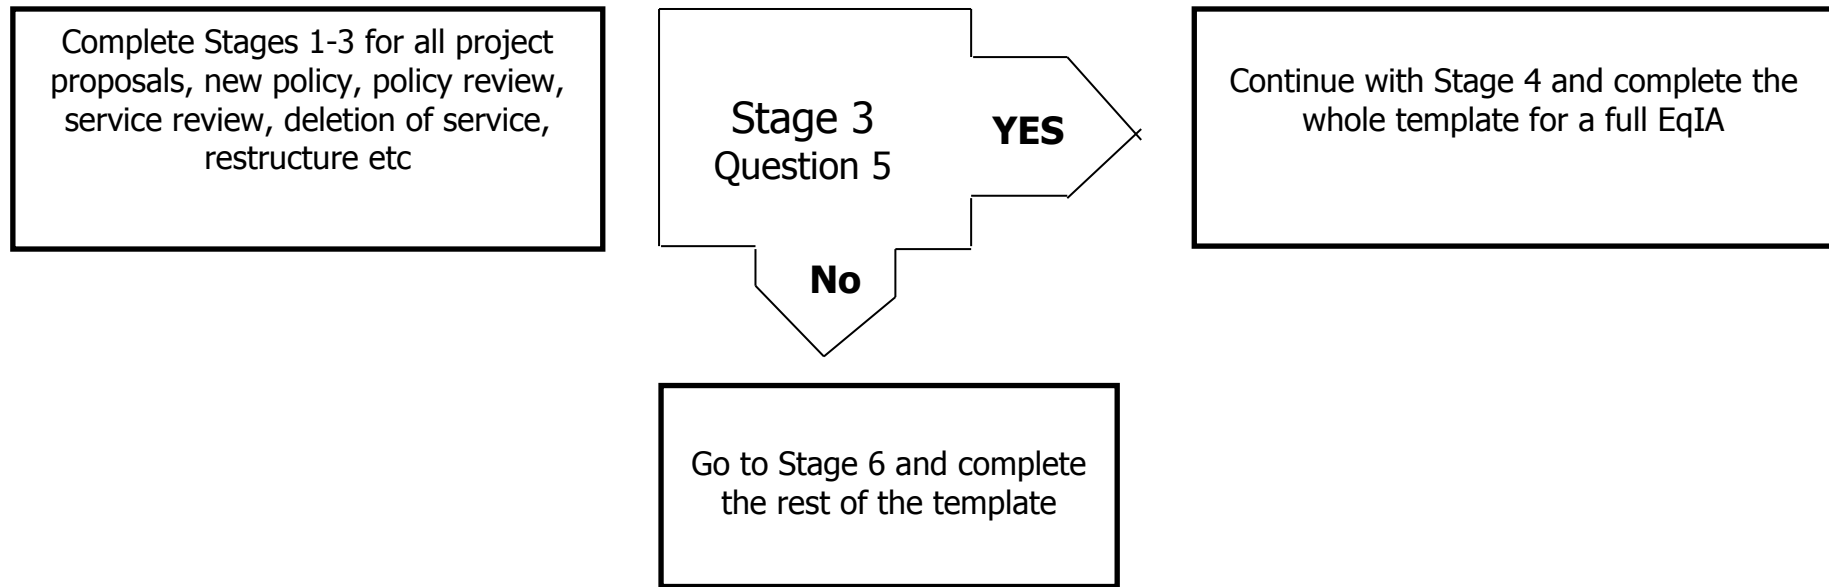 Complete Stages 1-3 for all project
proposals, new policy, policy review,
service review, deletion of service,
restructure etc
Stage 3
Question 5
YES
No
Continue with Stage 4 and complete the
whole template for a full EqIA
Go to Stage 6 and complete
the rest of the template